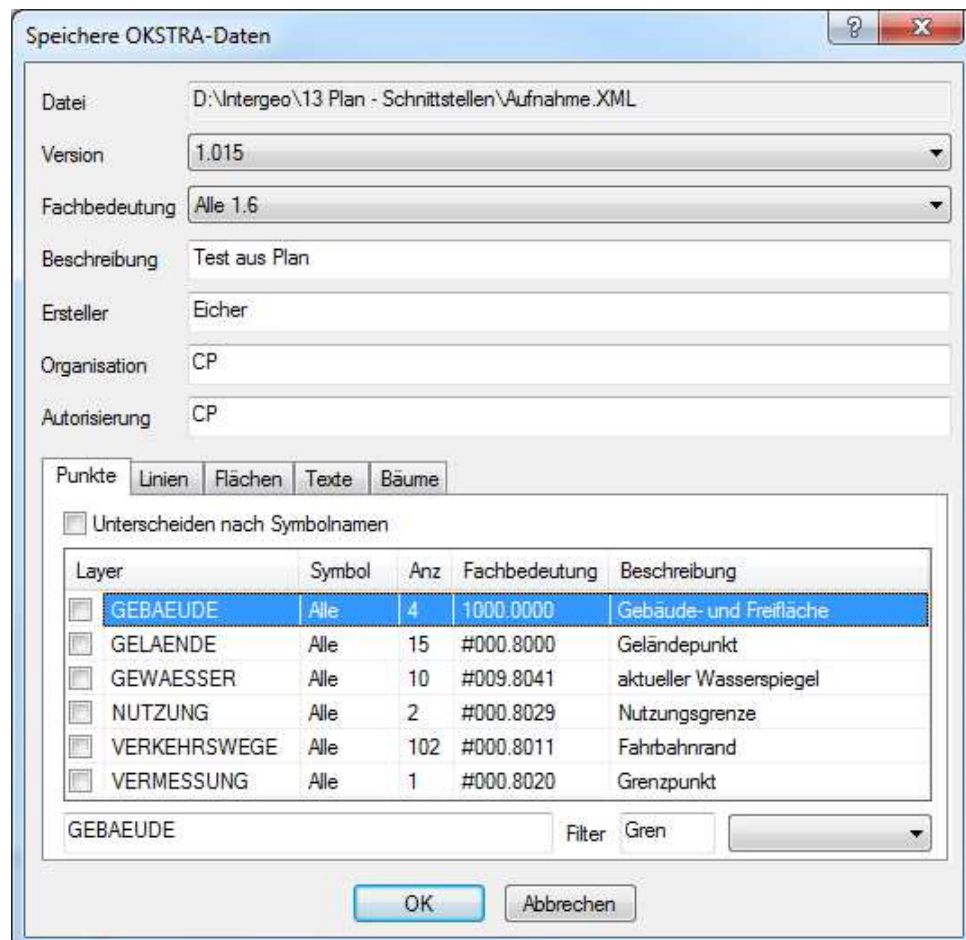 Speichere OKSTRA-Daten
Datei D:\Intergeo\13 Plan - Schnittstellen\Aufnahme.XML
Version 1.015
Fachbedeutung Alle 1.6
Beschreibung Test aus Plan
Ersteller Eicher
Organisation CP
Autorisierung CP
Punkte Linien Flächen Texte Bäume
Unterscheiden nach Symbolnamen
Layer Symbol Anz Fachbedeutung Beschreibung
GEBAEUDE Alle 4 1000.0000 Gebäude- und Freifläche
GELAENDE Alle 15 #000.8000 Geländepunkt
GEWAESSER Alle 10 #009.8041 aktueller Wasserspiegel
NUTZUNG Alle 2 #000.8029 Nutzungsgrenze
VERKEHRSWEGE Alle 102 #000.8011 Fahrbahnrand
VERMESSUNG Alle 1 #000.8020 Grenzpunkt
GEBAEUDE Filter Gren
OK Abbrechen